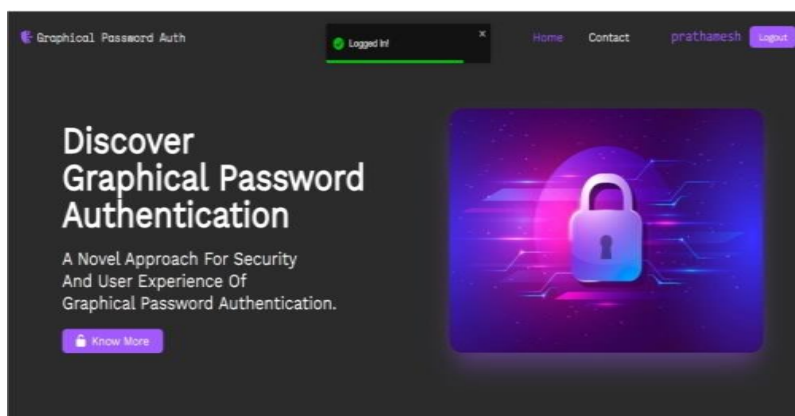 Graphical Password Auth
Logged In!
Home
Contact
prathamesh
Logout
Discover
Graphical Password
Authentication
A Novel Approach For Security
And User Experience Of
Graphical Password Authentication.
Know More